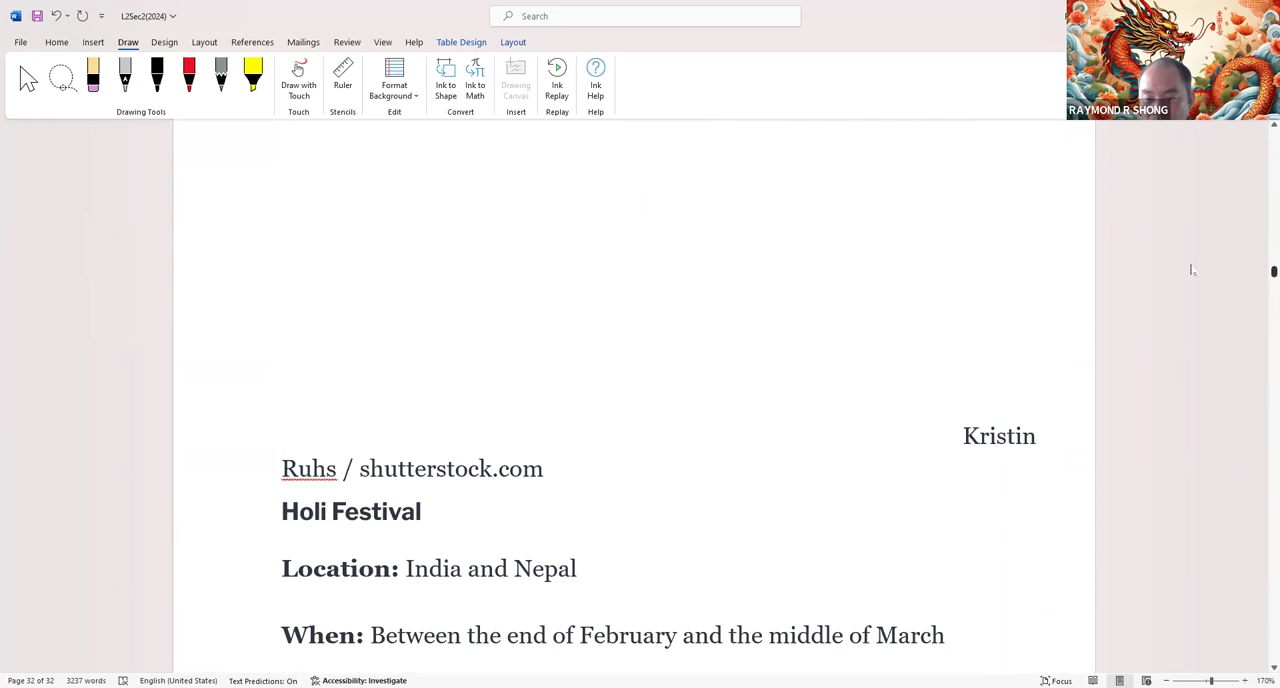 L2Sec2(2024)
Search
File Home Insert Draw Design Layout References Mailings Review View Help Table Design Layout
Draw with Touch
Ruler
Format Background
Ink to Shape
Ink to Math
Drawing Canvas
Ink Replay
Ink Help
Drawing Tools Touch Stencils Edit Convert Insert Replay Help
RAYMOND R SHONG
Kristin
Ruhs / shutterstock.com
Holi Festival
Location: India and Nepal
When: Between the end of February and the middle of March
Page 32 of 32 3237 words English (United States) Text Predictions: On Accessibility: Investigate Focus 170%